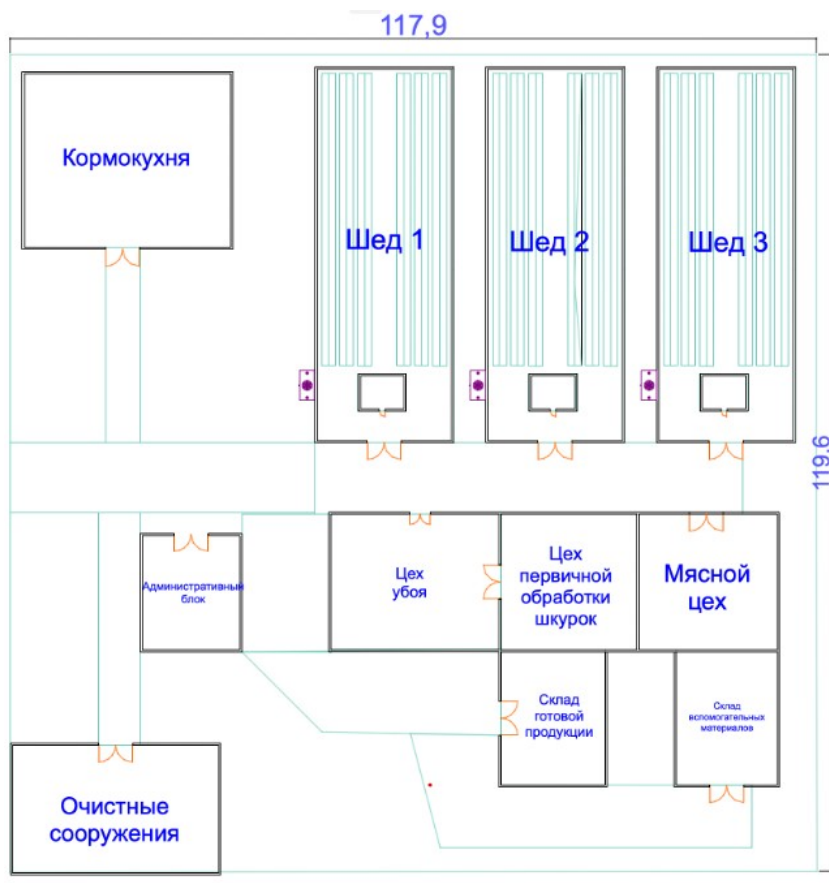 117,9
Кормокухня
Шед 1
Шед 2
Шед 3
119,6
Административный
блок
Цех
убоя
Цех
первичной
обработки
шкурок
Мясной
цех
Склад
готовой
продукции
Склад
вспомогательных
материалов
Очистные
сооружения